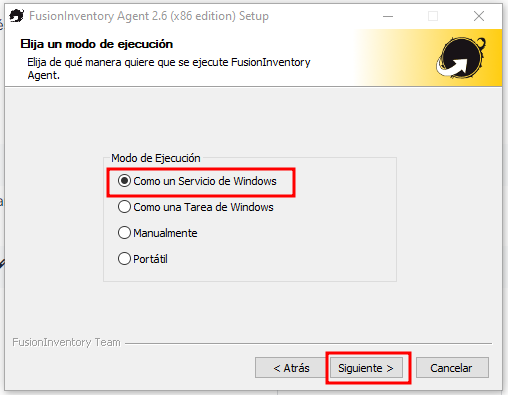 FusionInventory Agent 2.6 (x86 edition) Setup
Elija un modo de ejecución
Elija de qué manera quiere que se ejecute FusionInventory
Agent.
Modo de Ejecución
Como un Servicio de Windows
Como una Tarea de Windows
Manualmente
Portátil
FusionInventory Team
< Atrás
Siguiente >
Cancelar